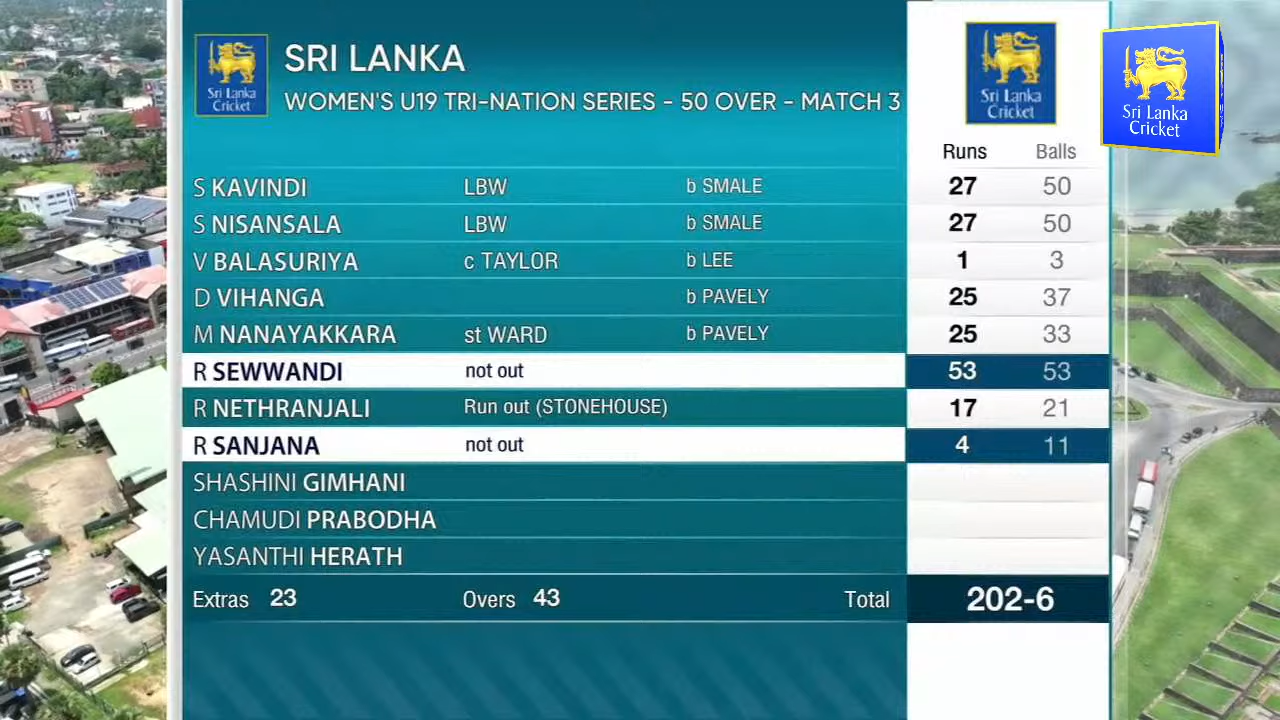 SRI LANKA
WOMEN'S U19 TRI-NATION SERIES - 50 OVER - MATCH 3
Sri Lanka
Cricket
Sri Lanka
Cricket
Sri Lanka
Cricket
Runs Balls
S KAVINDI LBW b SMALE 27 50
S NISANSALA LBW b SMALE 27 50
V BALASURIYA c TAYLOR b LEE 1 3
D VIHANGA b PAVELY 25 37
M NANAYAKKARA st WARD b PAVELY 25 33
R SEWWANDI not out 53 53
R NETHRANJALI Run out (STONEHOUSE) 17 21
R SANJANA not out 4 11
SHASHINI GIMHANI
CHAMUDI PRABODHA
YASANTHI HERATH
Extras 23 Overs 43 Total 202-6